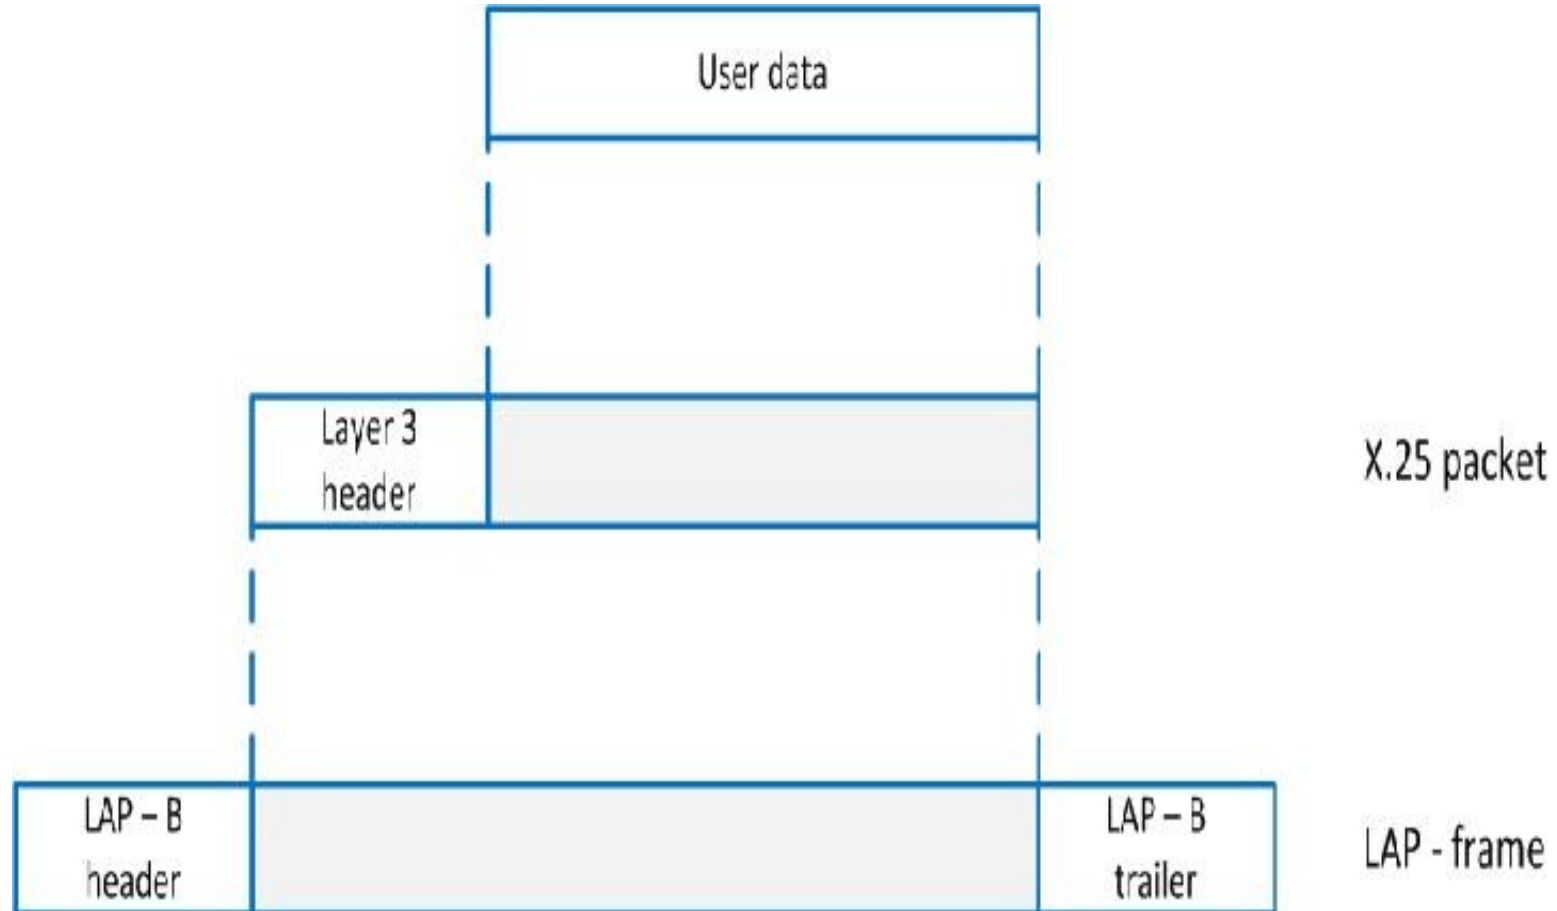 User data
Layer 3
header
X.25 packet
LAP – B
header
LAP – B
trailer
LAP - frame